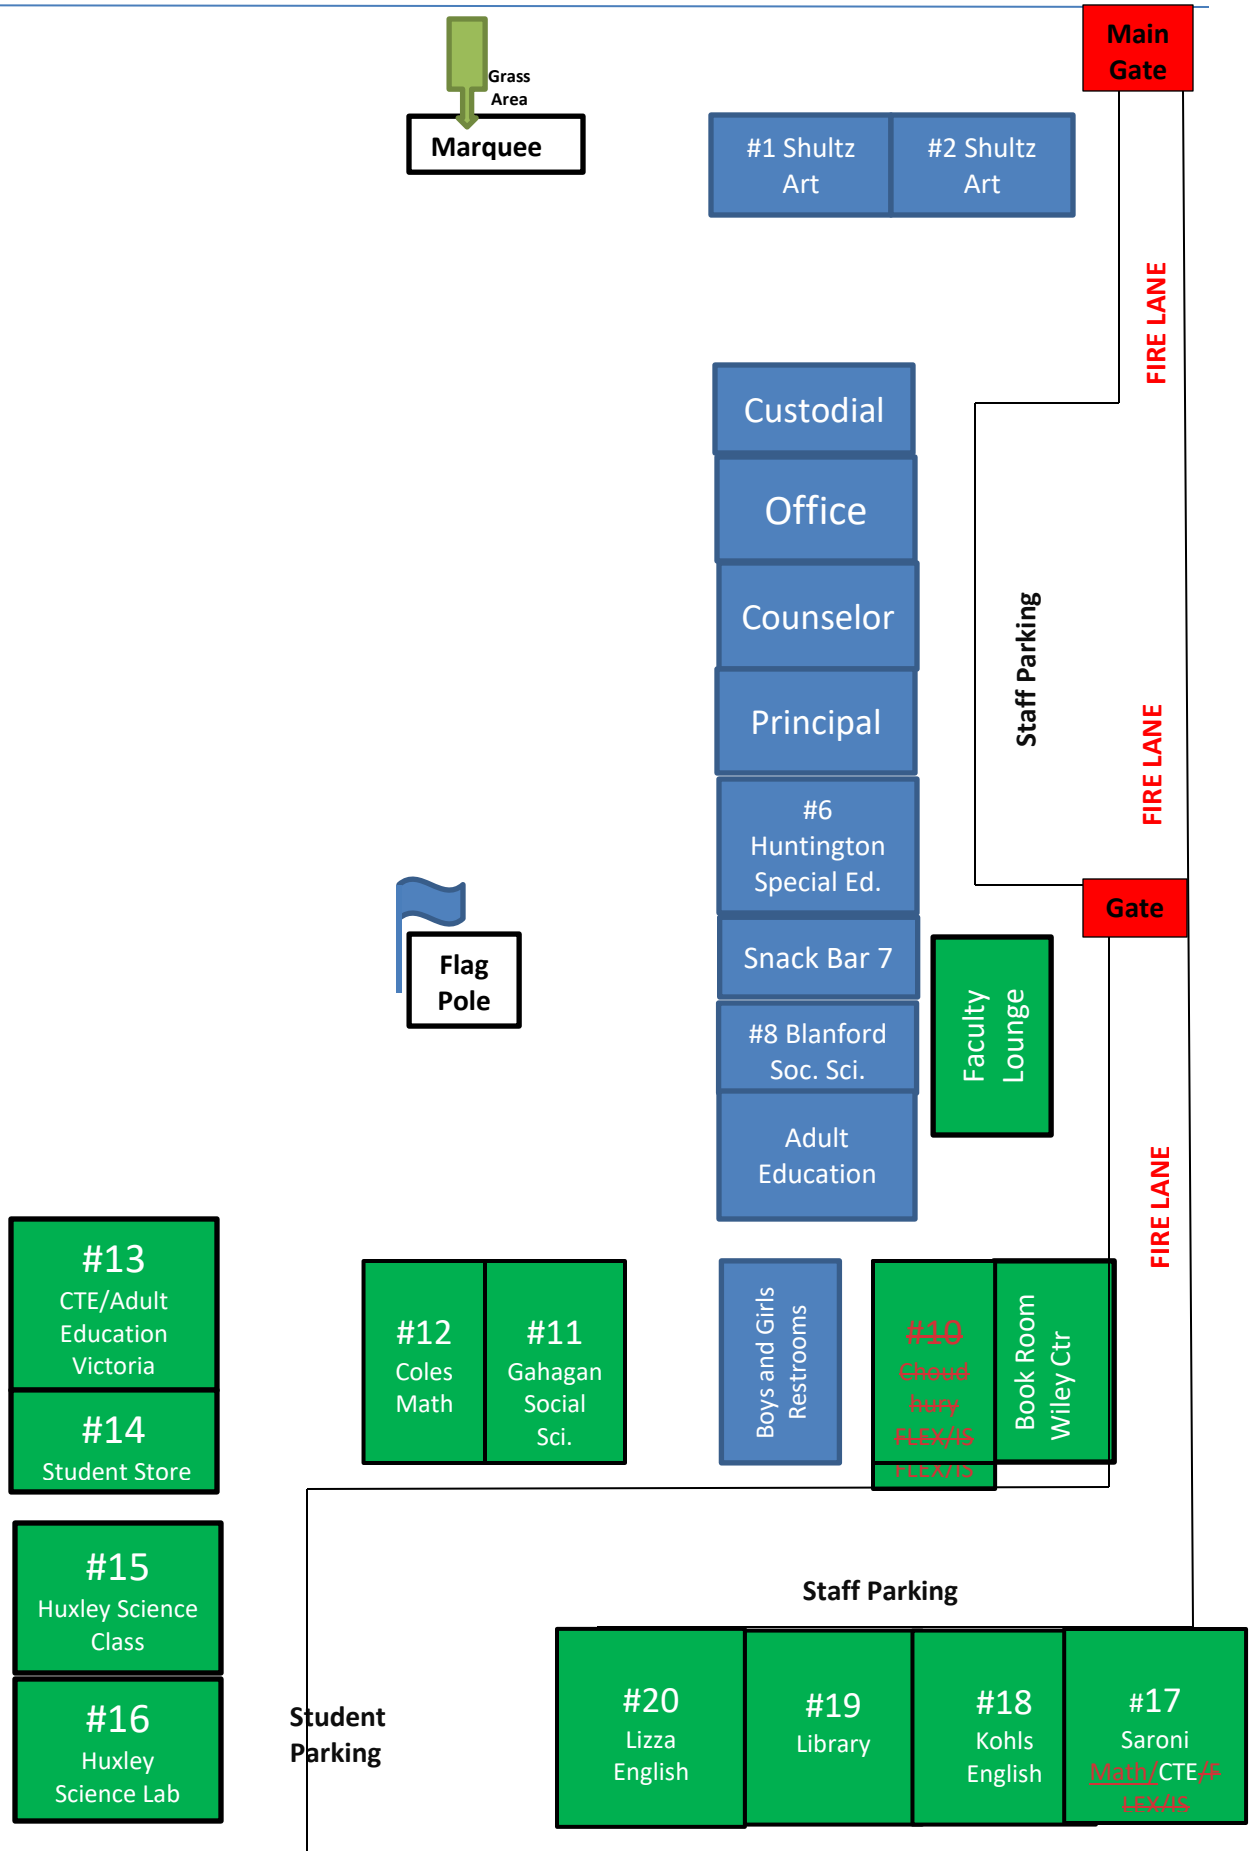 Main
Gate
Grass
Area
Marquee
#1 Shultz
Art
#2 Shultz
Art
FIRE LANE
Custodial
Office
Counselor
Staff Parking
Principal
FIRE LANE
#6
Huntington
Special Ed.
Gate
Flag
Pole
Snack Bar 7
Faculty
Lounge
#8 Blanford
Soc. Sci.
Adult
Education
FIRE LANE
#13
CTE/Adult
Education
Victoria
#14
Student Store
#12
Coles
Math
#11
Gahagan
Social
Sci.
Boys and Girls
Restrooms
#10
Choud
hury
FLEX/IS
FLEX/IS
Book Room
Wiley Ctr
#15
Huxley Science
Class
Staff Parking
#16
Huxley
Science Lab
Student
Parking
#20
Lizza
English
#19
Library
#18
Kohls
English
#17
Saroni
Math/CTE/F
LEX/IS